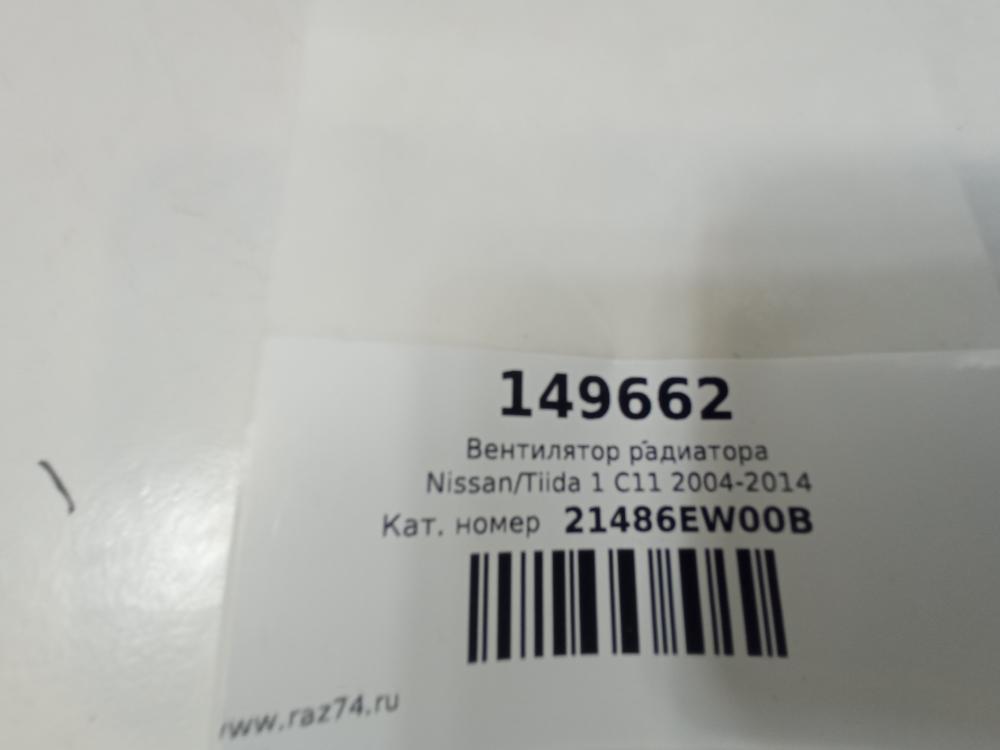 149662
Вентилятор радиатора
Nissan/Tiida 1 C11 2004-2014
Кат. номер 21486EW00B
www.raz74.ru